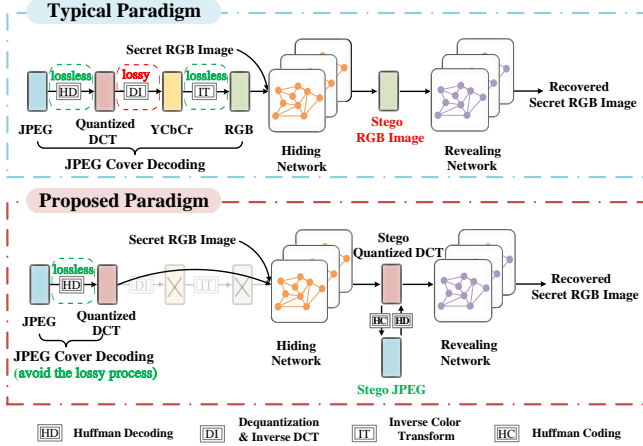 Typical Paradigm
Secret RGB Image
lossless
lossy
lossless
HD
DI
IT
JPEG
Quantized
DCT
YCbCr
RGB
JPEG Cover Decoding
Hiding
Network
Stego
RGB Image
Revealing
Network
Recovered
Secret RGB Image
Proposed Paradigm
Secret RGB Image
lossless
HD
DI
IT
JPEG
Quantized
DCT
JPEG Cover Decoding
(avoid the lossy process)
Hiding
Network
Stego
Quantized DCT
HC
HD
Stego JPEG
Revealing
Network
Recovered
Secret RGB Image
HD
Huffman Decoding
DI
Dequantization
& Inverse DCT
IT
Inverse Color
Transform
HC
Huffman Coding